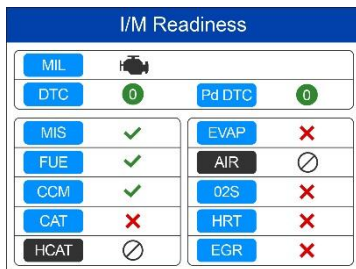 I/M Readiness
MIL
DTC 0 Pd DTC 0
MIS EVAP
FUE AIR
CCM 02S
CAT HRT
HCAT EGR